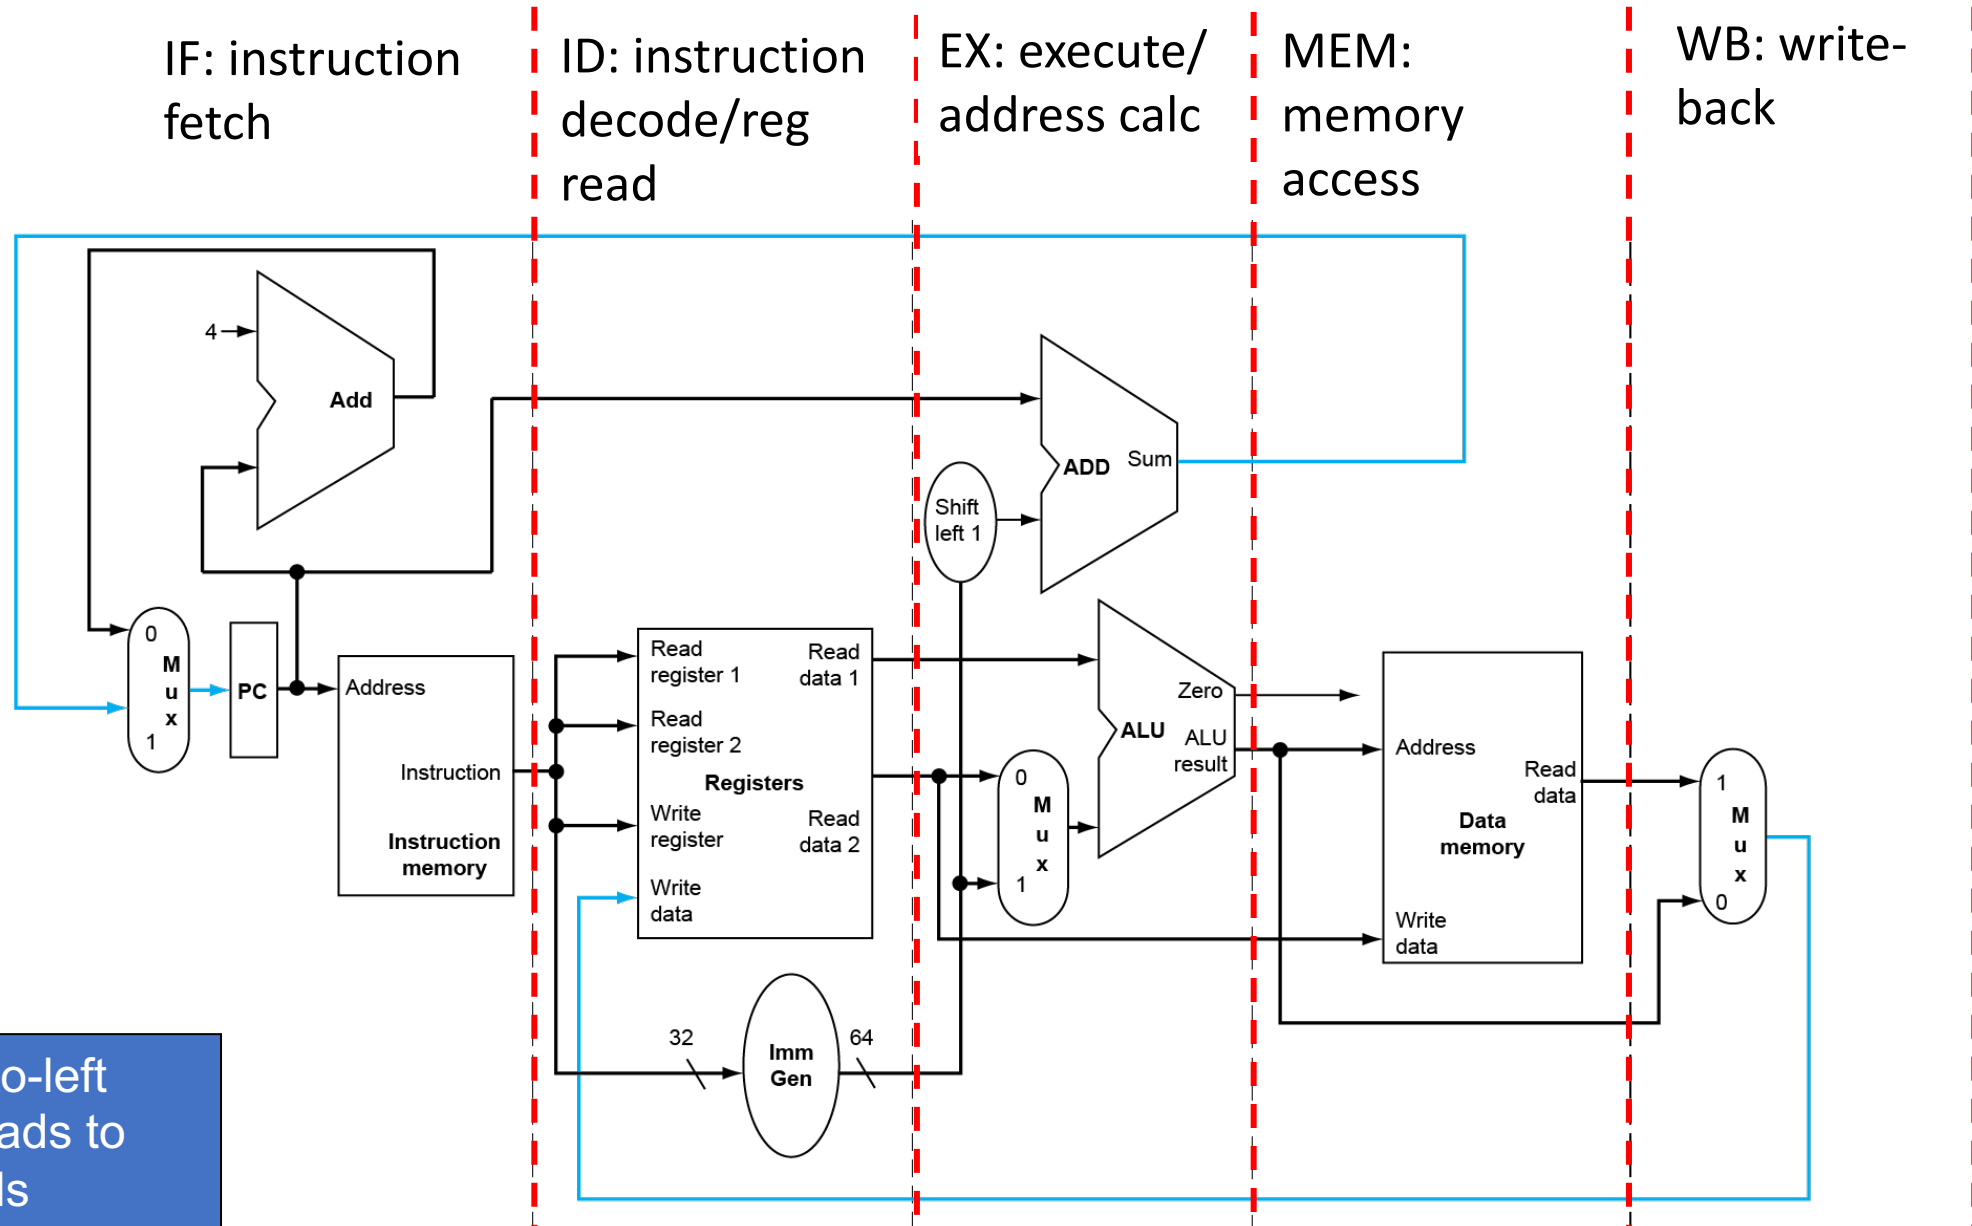 IF: instruction
fetch
ID: instruction
decode/reg
read
EX: execute/
address calc
MEM:
memory
access
WB: write-
back
4
Add
0
M
u
x
1
PC
Address
Instruction
Instruction
memory
Read
register 1
Read
register 2
Write
register
Write
data
Registers
Read
data 1
Read
data 2
32
Imm
Gen
64
Shift
left 1
ADD
Sum
0
M
u
x
1
ALU
Zero
ALU
result
Address
Write
data
Data
memory
Read
data
1
M
u
x
0
o-left
ads to
ls